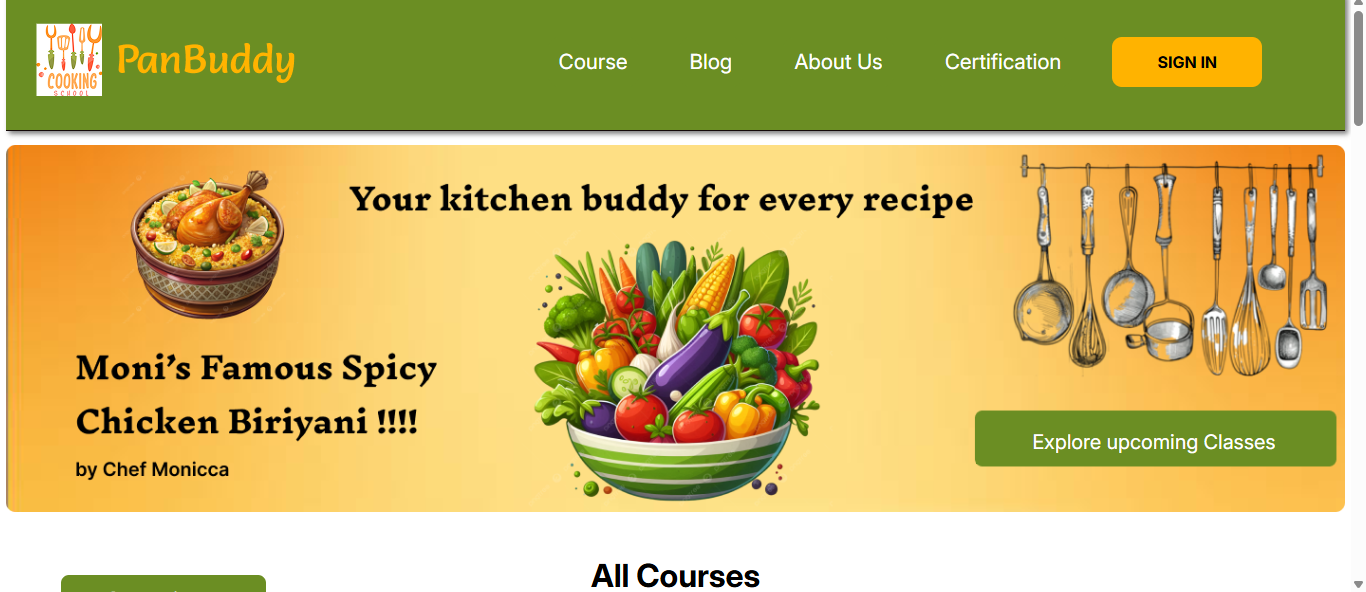 COOKING
SCHOOL
PanBuddy
Course
Blog
About Us
Certification
SIGN IN
Your kitchen buddy for every recipe
Moni’s Famous Spicy
Chicken Biriyani !!!!
by Chef Monicca
Explore upcoming Classes
All Courses